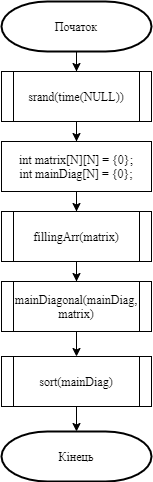 Початок
srand(time(NULL))
int matrix[N][N] = {0};
int mainDiag[N] = {0};
fillingArr(matrix)
mainDiagonal(mainDiag,
matrix)
sort(mainDiag)
Кінець